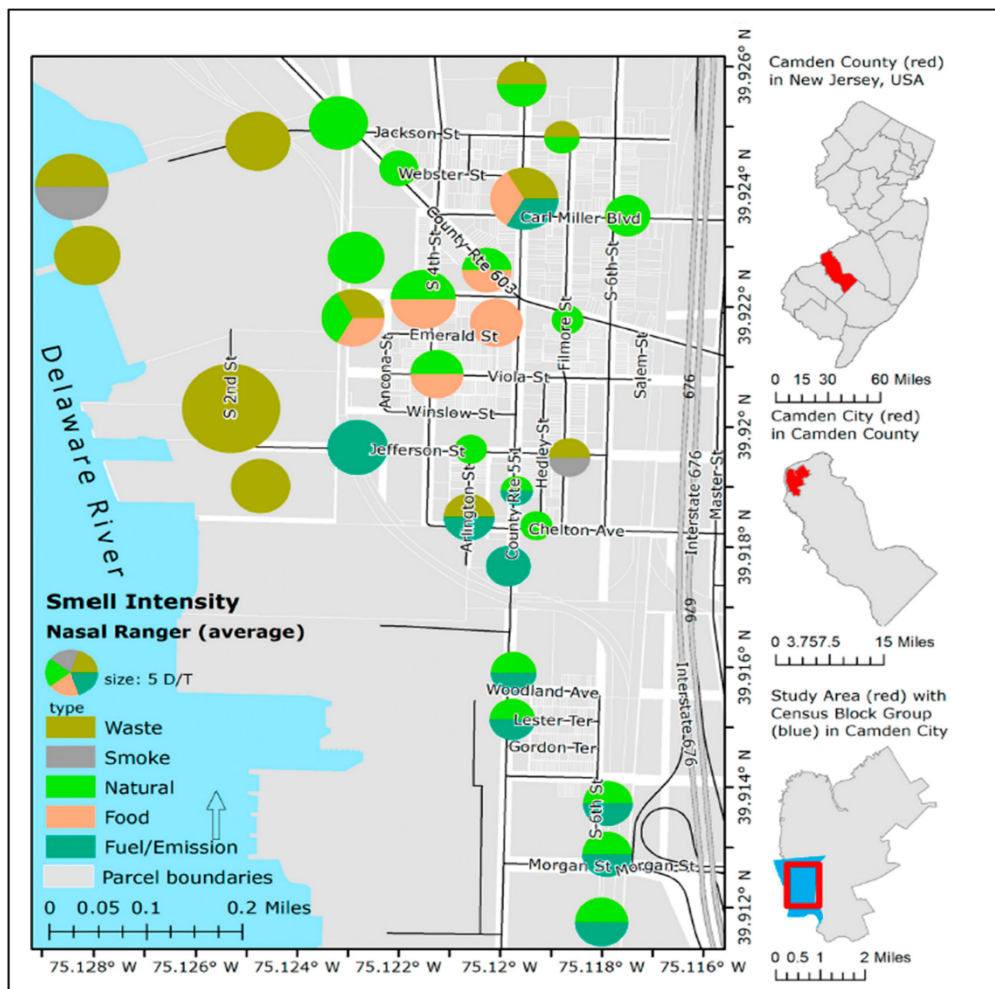 Jackson St
Webster St
Carl Miller Blvd
County Rte 603
S 4th St
S 6th St
Emerald St
Filmore St
Salem St
Ancona St
Viola St
Winslow St
S 2nd St
Jefferson St
Hedley St
Arlington St
County Rte 551
Chelton Ave
676
Interstate 676
Master St
676
Interstate 676
Woodland Ave
Lester Ter
Gordon Ter
S 6th St
Morgan St
Morgan St
Delaware River
Smell Intensity
Nasal Ranger (average)
size: 5 D/T
type
Waste
Smoke
Natural
Food
Fuel/Emission
Parcel boundaries
0 0.05 0.1 0.2 Miles
75.128° W 75.126° W 75.124° W 75.122° W 75.120° W 75.118° W 75.116° W
39.926° N
39.924° N
39.922° N
39.92° N
39.918° N
39.916° N
39.914° N
39.912° N
Camden County (red)
in New Jersey, USA
0 15 30 60 Miles
Camden City (red)
in Camden County
0 3.757.5 15 Miles
Study Area (red) with
Census Block Group
(blue) in Camden City
0 0.5 1 2 Miles